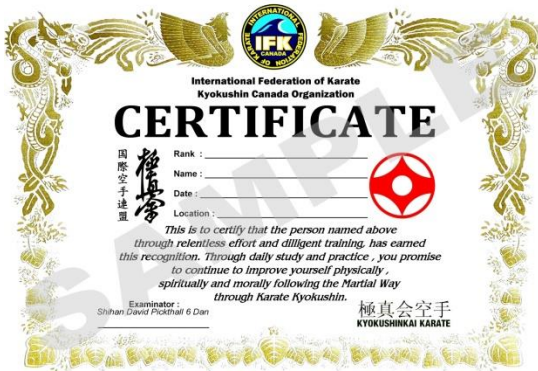 INTERNATIONAL FEDERATION OF KARATE
IFK
CANADA
International Federation of Karate
Kyokushin Canada Organization
CERTIFICATE
国際空手連盟
極真会
Rank :
Name :
Date :
Location :
This is to certify that the person named above
through relentless effort and dilligent training, has earned
this recognition. Through daily study and practice , you promise
to continue to improve yourself physically ,
spiritually and morally following the Martial Way
through Karate Kyokushin.
Examinator :
Shihan David Pickthall 6 Dan
極真会空手
KYOKUSHINKAI KARATE
SAMPLE